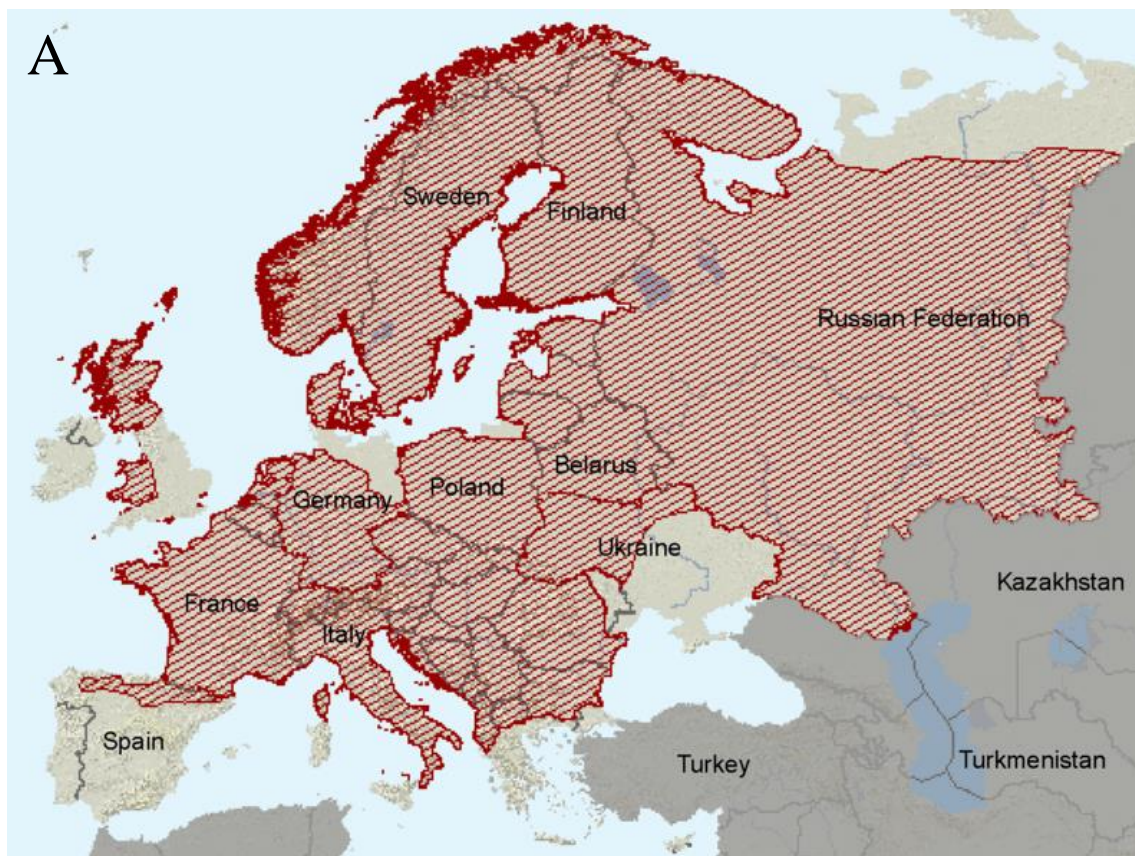 A
Sweden
Finland
Russian Federation
Belarus
Germany
Poland
Ukraine
Kazakhstan
France
Italy
Spain
Turkey
Turkmenistan